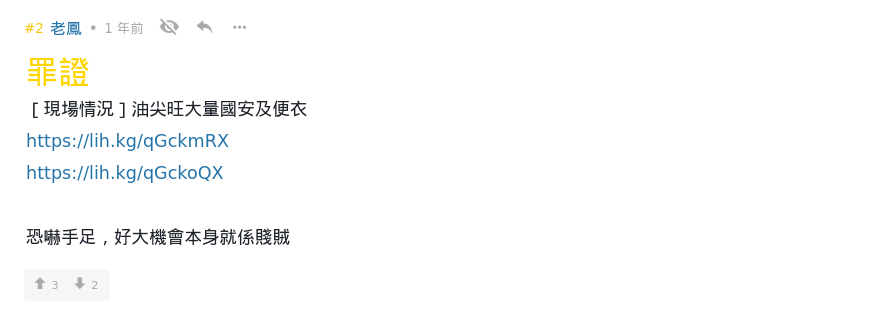 #2 老鳳 • 1 年前
罪證
[ 現場情況 ] 油尖旺大量國安及便衣
https://lih.kg/qGckmRX
https://lih.kg/qGckoQX
恐嚇手足，好大機會本身就係賤賊
3 2